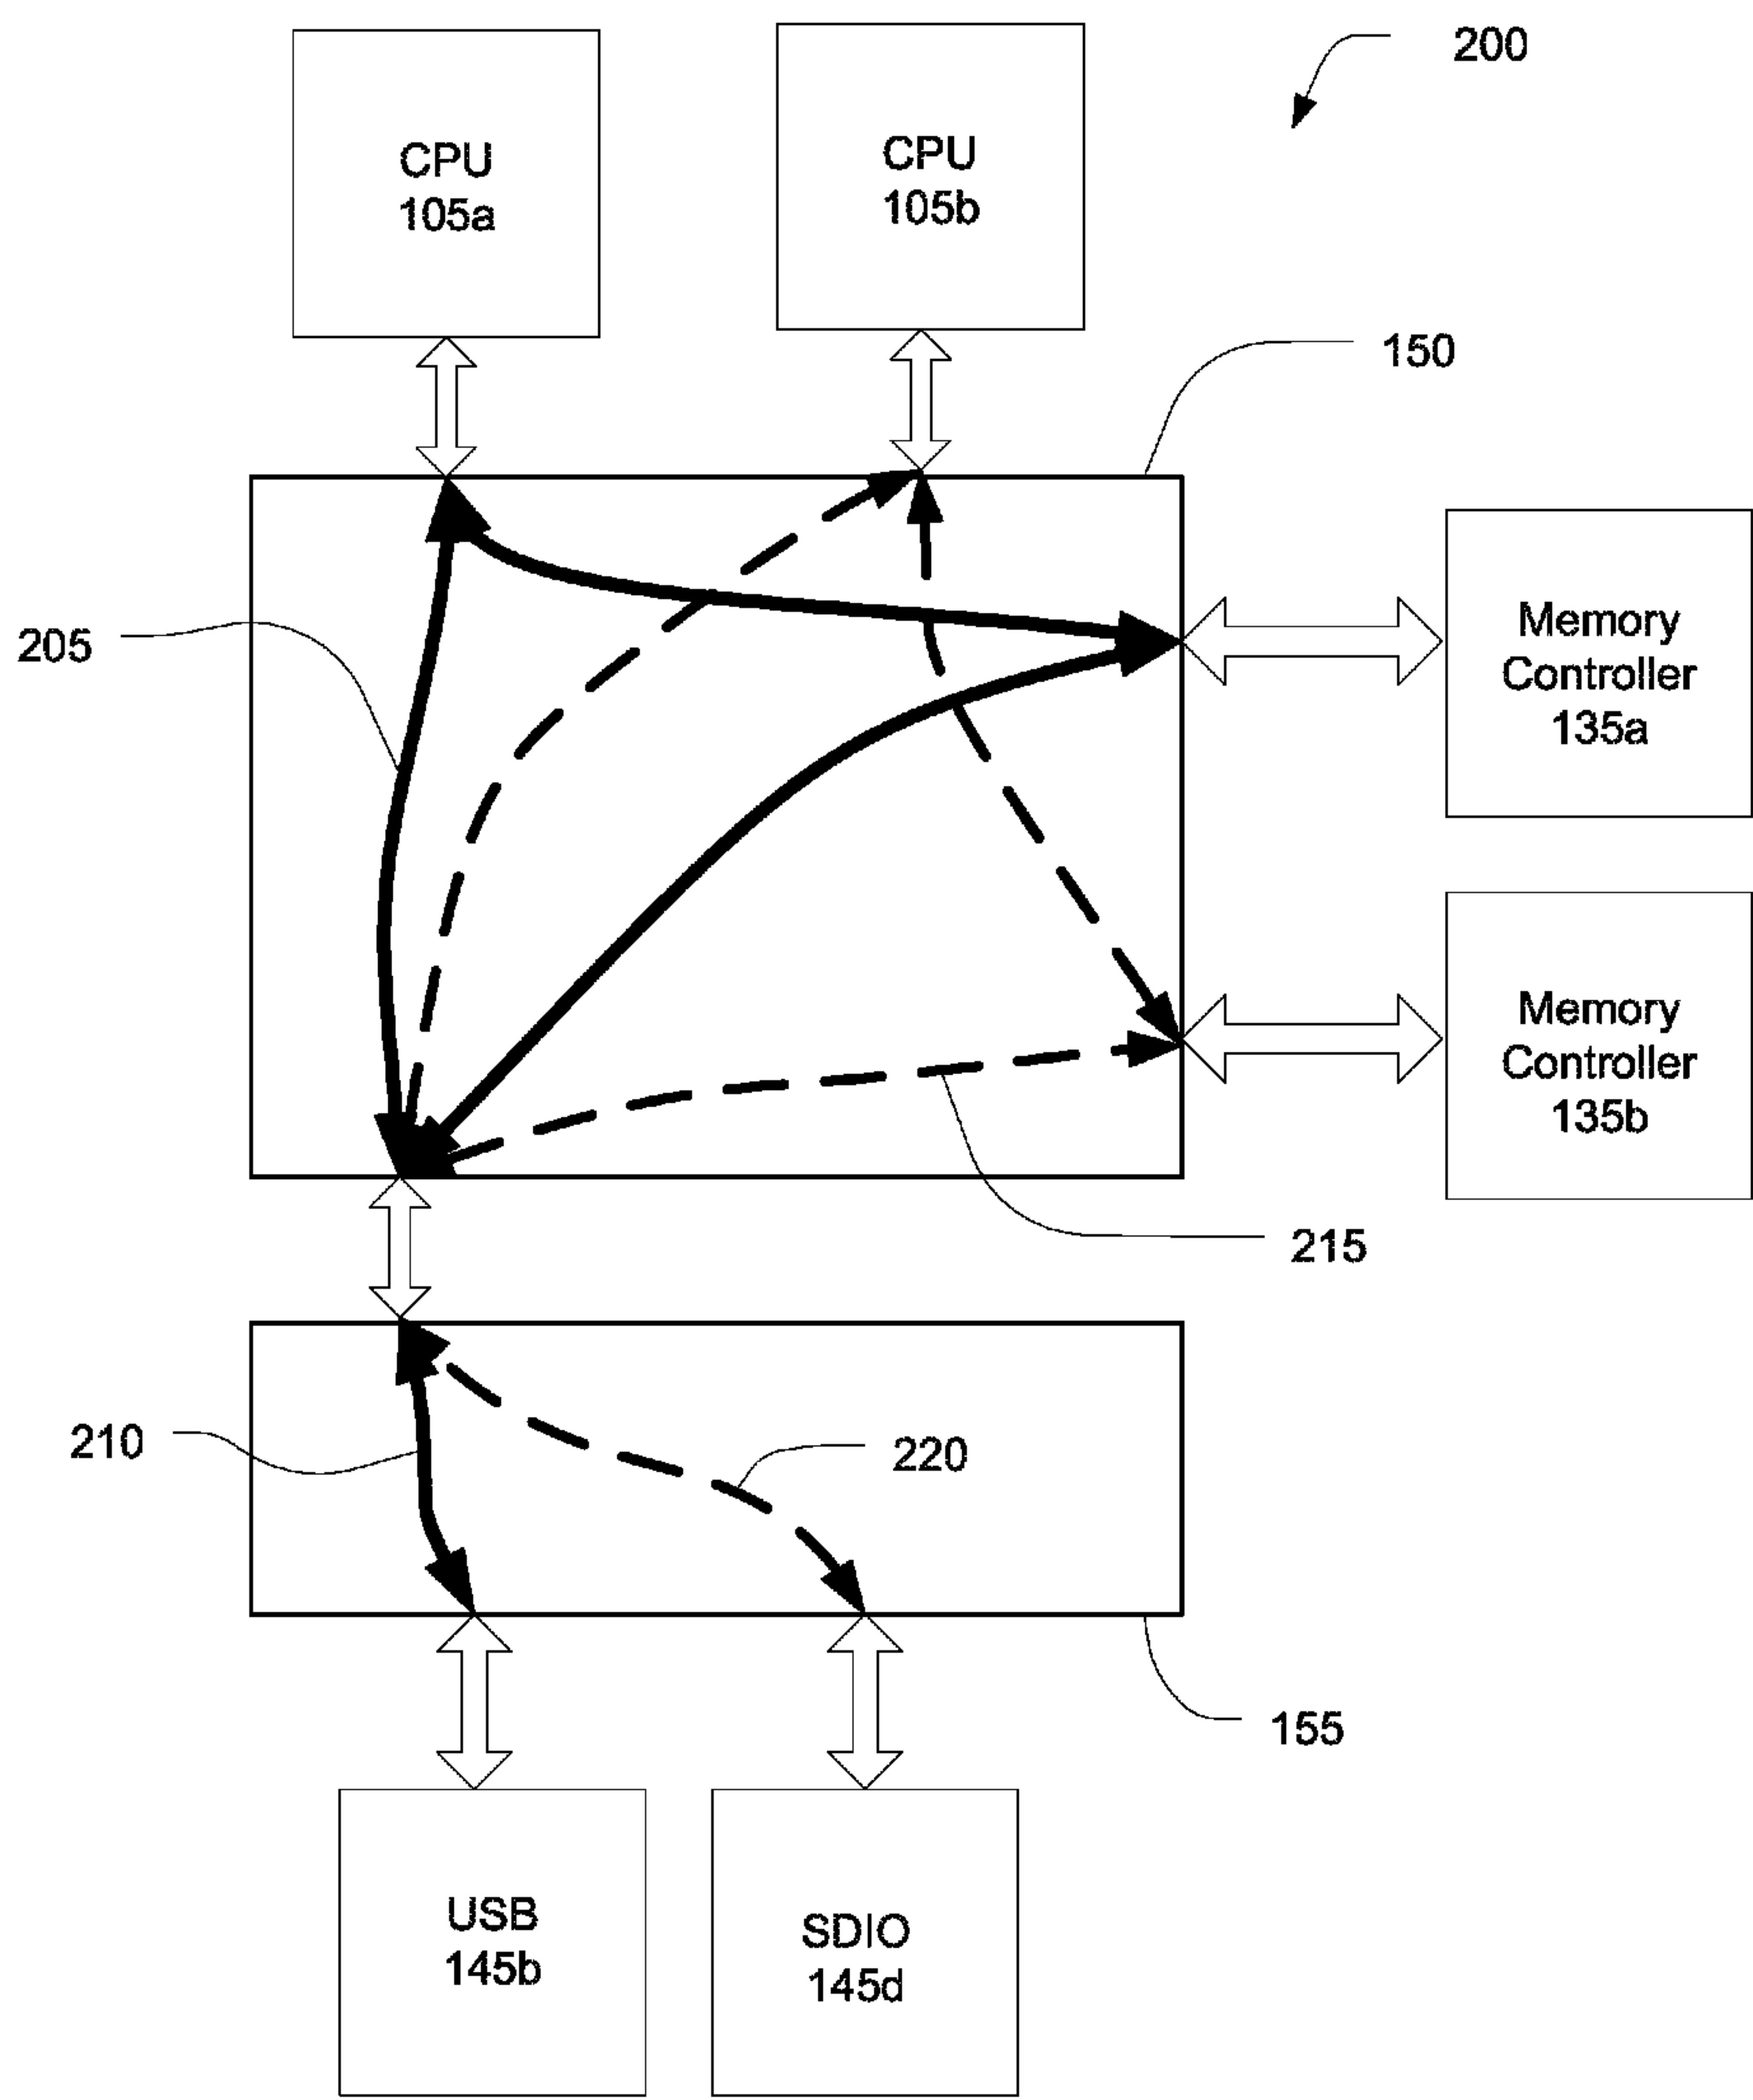 200
CPU
105a
CPU
105b
150
205
Memory
Controller
135a
Memory
Controller
135b
215
210
220
155
USB
145b
SDIO
145d